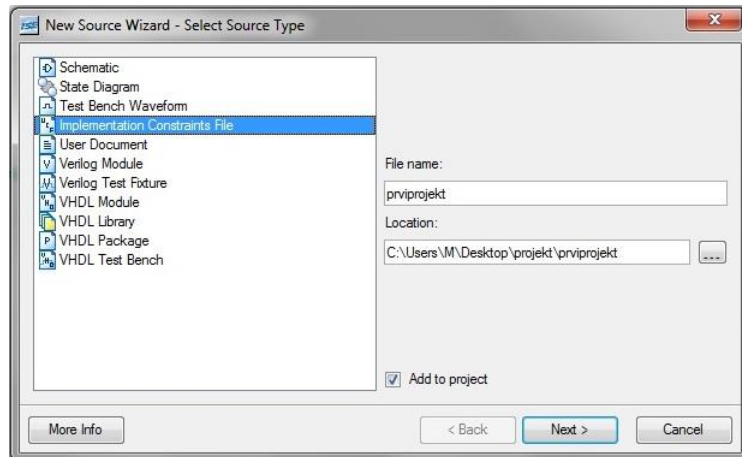 ISE New Source Wizard - Select Source Type
Schematic
State Diagram
Test Bench Waveform
Implementation Constraints File
User Document
Verilog Module
Verilog Test Fixture
VHDL Module
VHDL Library
VHDL Package
VHDL Test Bench
File name:
prviprojekt
Location:
C:\Users\M\Desktop\projekt\prviprojekt
...
Add to project
More Info
< Back
Next >
Cancel